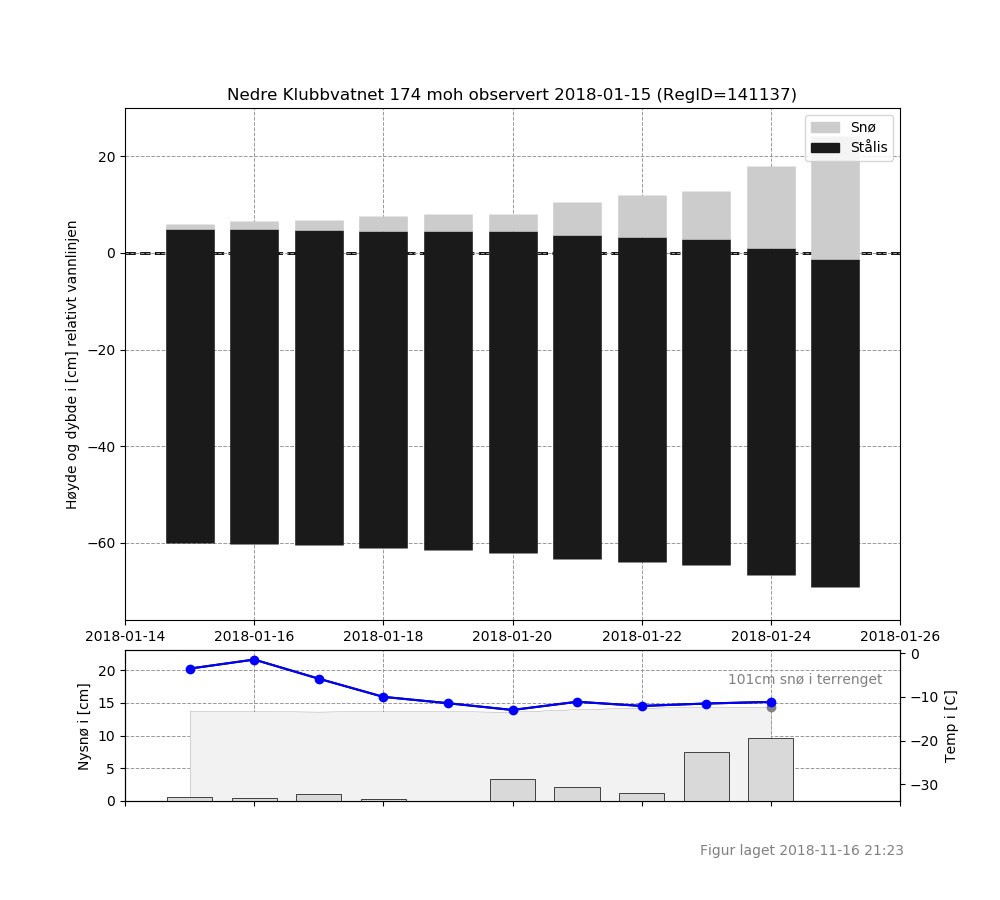 Nedre Klubbvatnet 174 moh observert 2018-01-15 (RegID=141137)
Snø
Stålis
Høyde og dybde i [cm] relativt vannlinjen
20
0
−20
−40
−60
2018-01-14
2018-01-16
2018-01-18
2018-01-20
2018-01-22
2018-01-24
2018-01-26
Nysnø i [cm]
20
15
10
5
0
101cm snø i terrenget
0
−10
−20
−30
Temp i [C]
Figur laget 2018-11-16 21:23